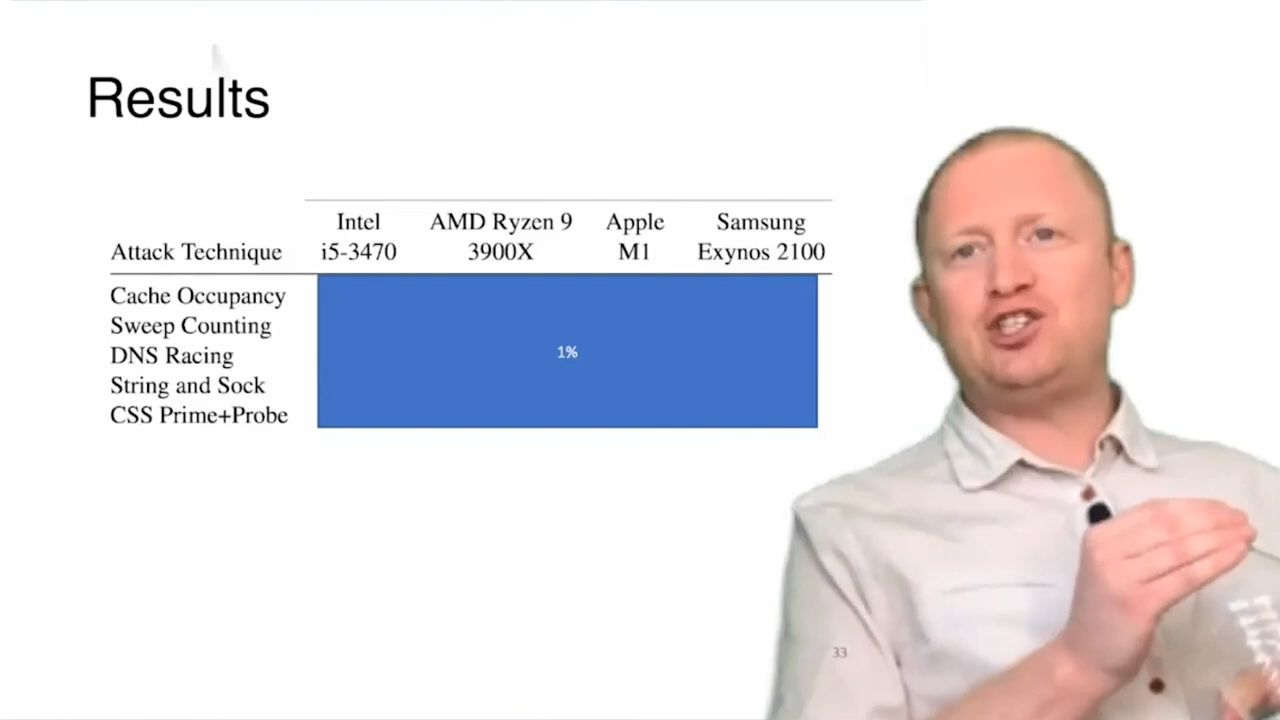 Results
Intel AMD Ryzen 9 Apple Samsung
Attack Technique i5-3470 3900X M1 Exynos 2100
Cache Occupancy
Sweep Counting
DNS Racing
String and Sock
CSS Prime+Probe
1%
33